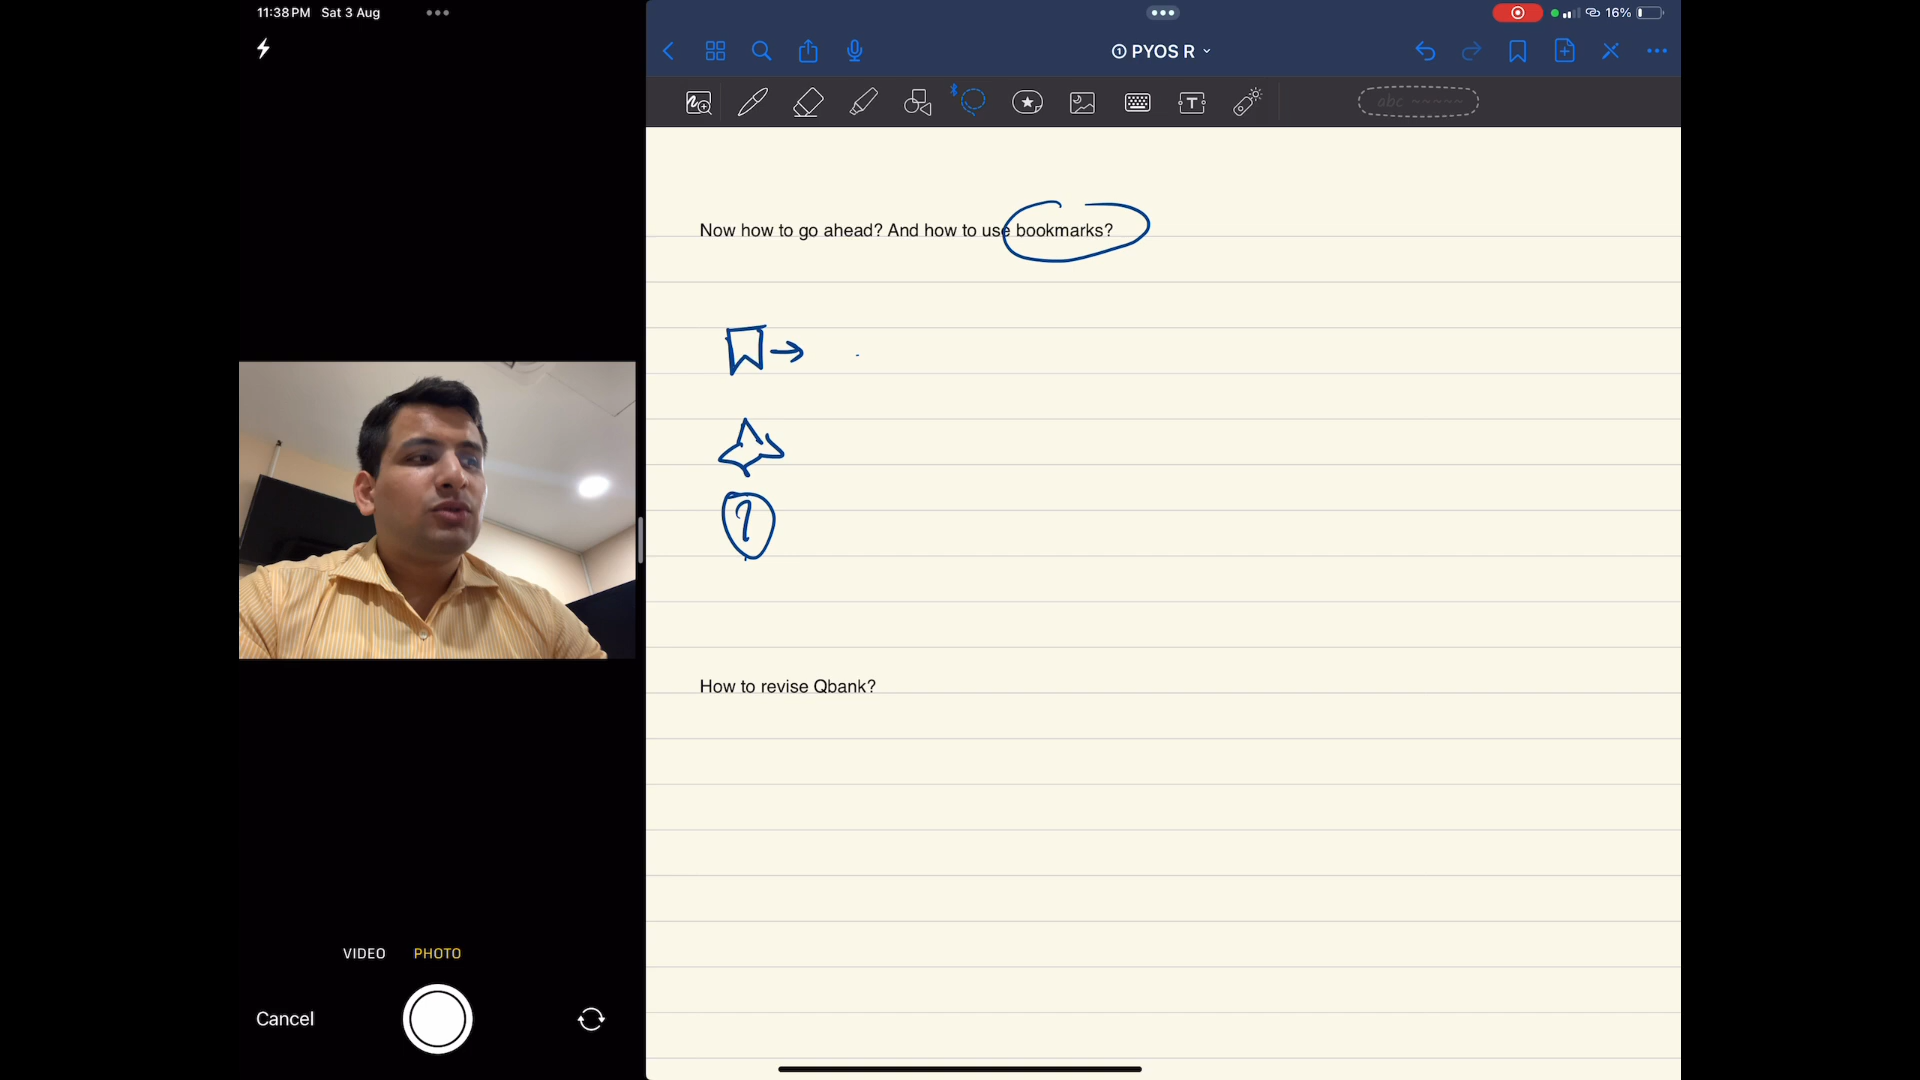 11:38 PM Sat 3 Aug
16%
PYOS R
abc
Now how to go ahead? And how to use bookmarks?
?
How to revise Qbank?
VIDEO PHOTO
Cancel